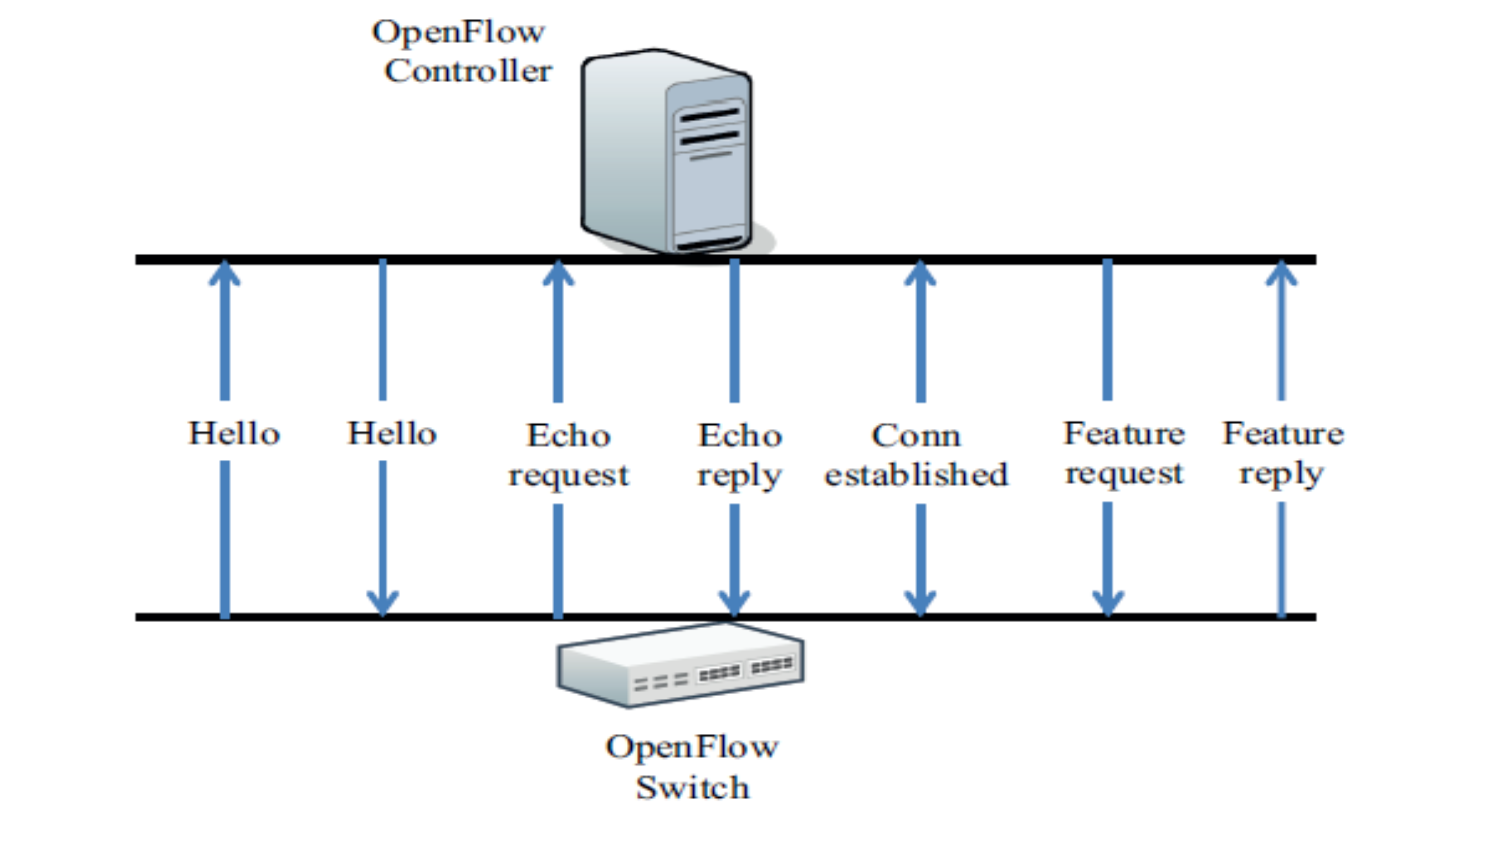 OpenFlow
Controller
Hello
Hello
Echo
request
Echo
reply
Conn
established
Feature
request
Feature
reply
OpenFlow
Switch